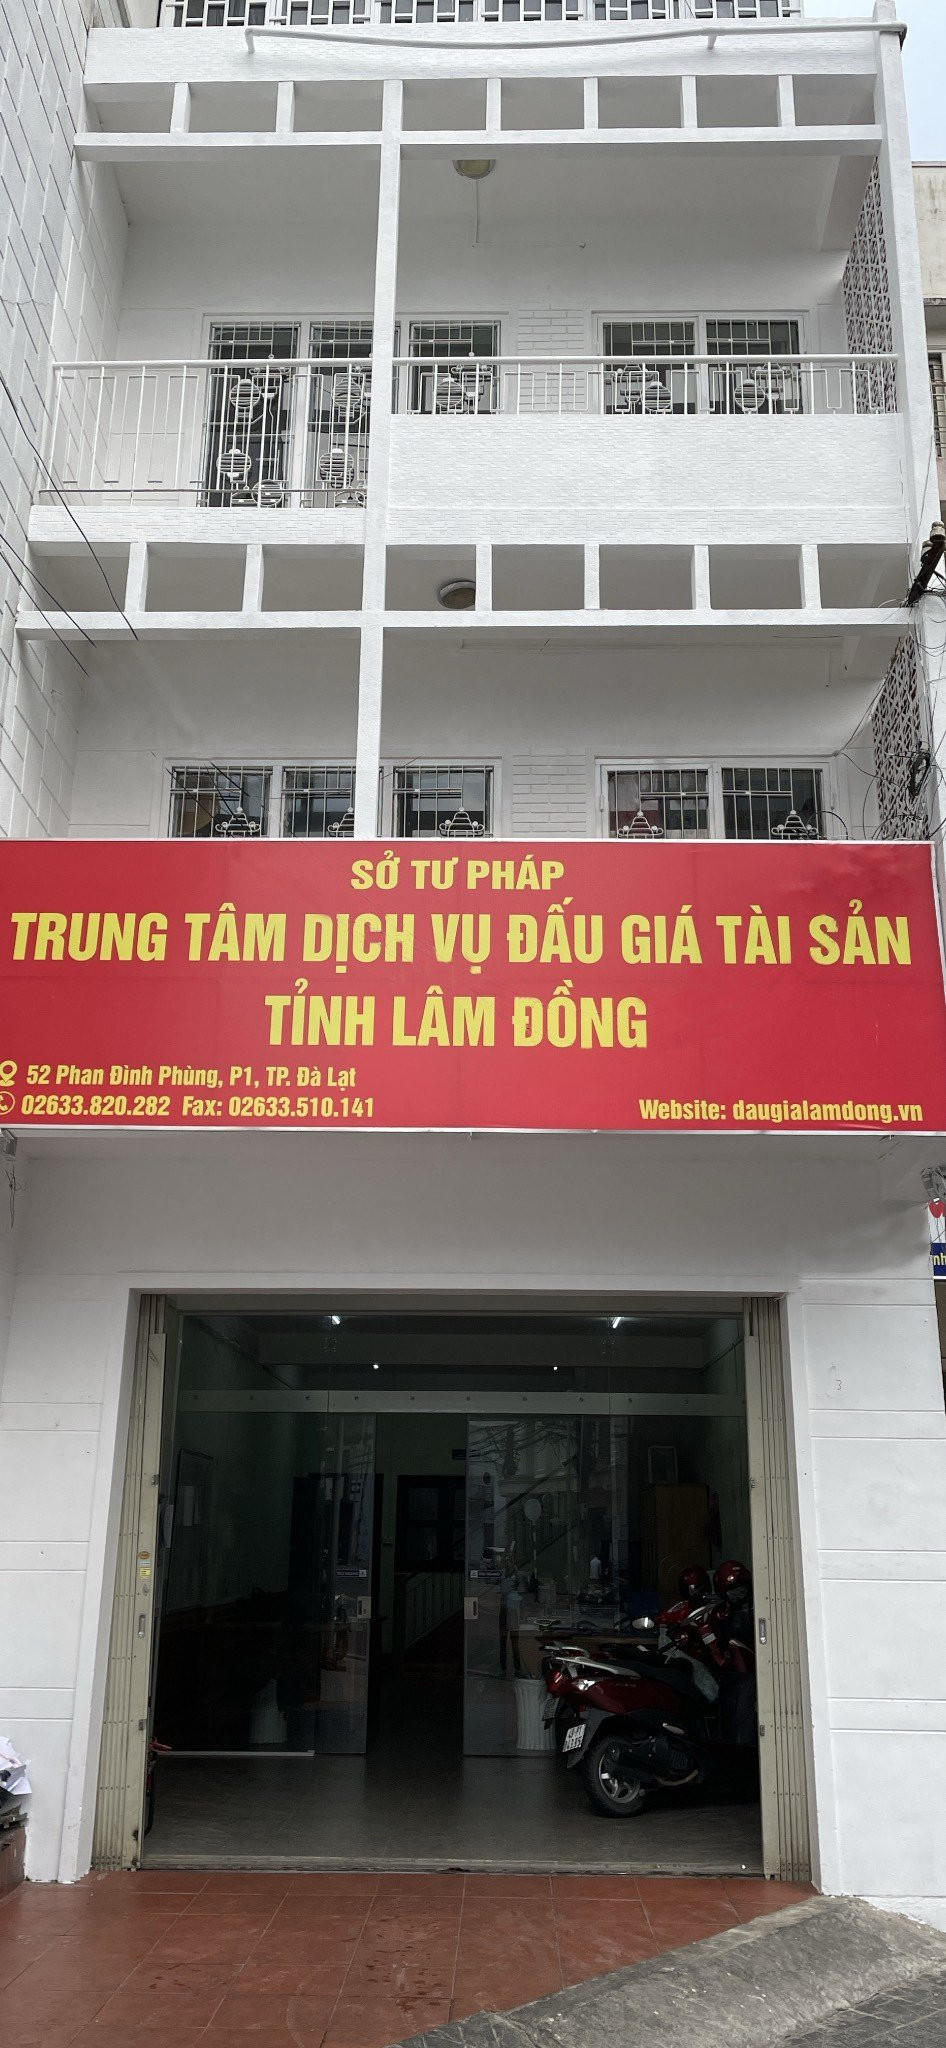 SỞ TƯ PHÁP
TRUNG TÂM DỊCH VỤ ĐẤU GIÁ TÀI SẢN
TỈNH LÂM ĐỒNG
52 Phan Đình Phùng, P1, TP. Đà Lạt
02633.820.282 Fax: 02633.510.141
Website: daugialamdong.vn